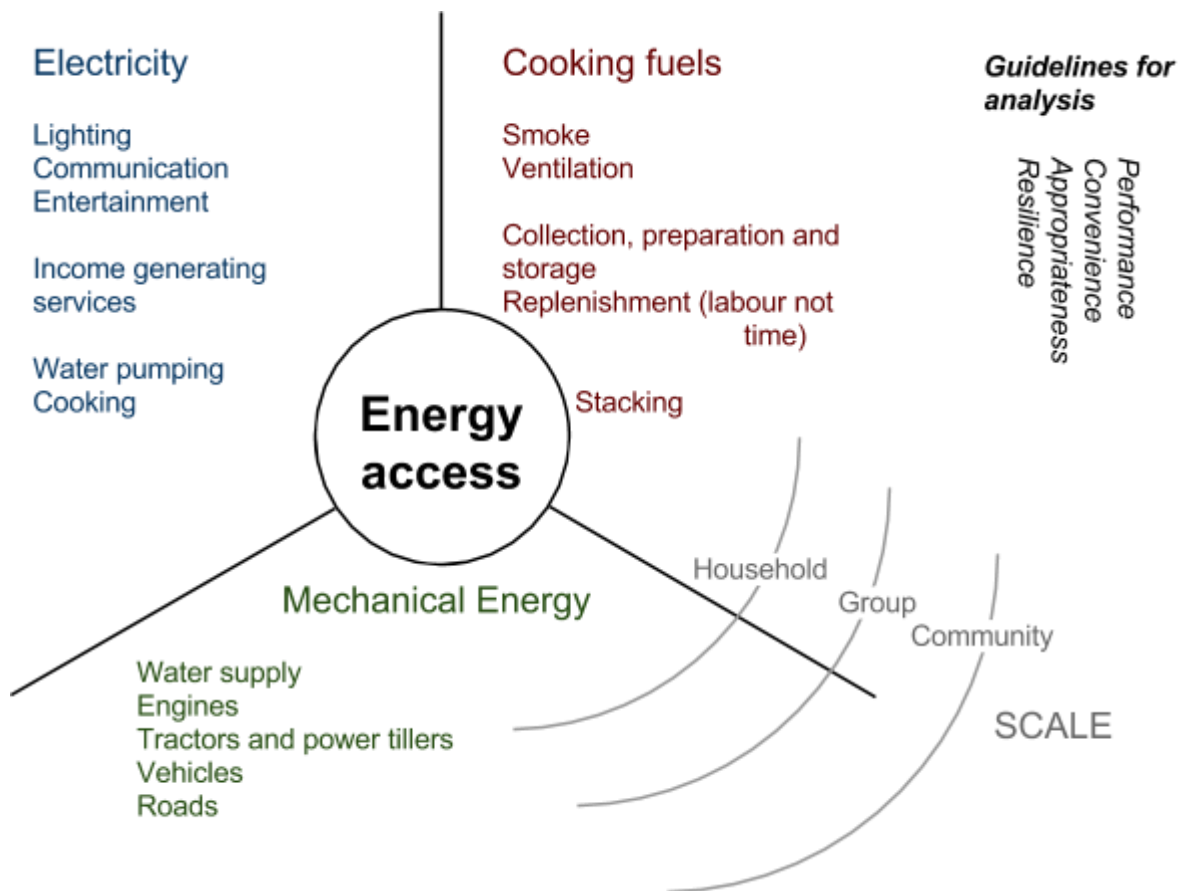 Electricity
Lighting
Communication
Entertainment
Income generating
services
Water pumping
Cooking
Cooking fuels
Smoke
Ventilation
Collection, preparation and
storage
Replenishment (labour not
time)
Stacking
Guidelines for
analysis
Performance
Convenience
Appropriateness
Resilience
Energy
access
Mechanical Energy
Water supply
Engines
Tractors and power tillers
Vehicles
Roads
Household
Group
Community
SCALE